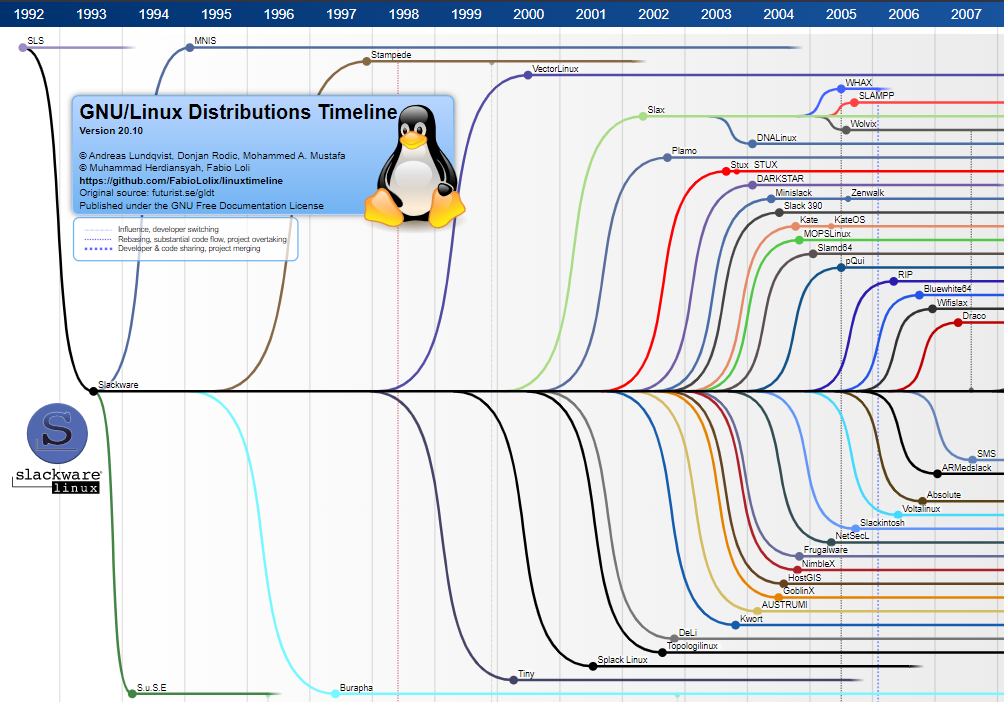 1992 1993 1994 1995 1996 1997 1998 1999 2000 2001 2002 2003 2004 2005 2006 2007
SLS
MNIS
Stampede
VectorLinux
WHAX
SLAMPP
Slax
Wolvix
DNALinux
Plamo
Stux STUX
DARKSTAR
Minislack Zenwalk
Slack 390
Kate KateOS
MOPSLinux
Slamd64
pQui
RIP
Bluewhite64
Wifislax
Draco
GNU/Linux Distributions Timeline
Version 20.10
© Andreas Lundqvist, Donjan Rodic, Mohammed A. Mustafa
© Muhammad Herdiansyah, Fabio Loli
https://github.com/FabioLolix/linuxtimeline
Original source: futurist.se/gldt
Published under the GNU Free Documentation License
Influence, developer switching
Rebasing, substantial code flow, project overtaking
Developer & code sharing, project merging
Slackware
S
slackware
linux
SMS
ARMedslack
Absolute
Voltalinux
Slackintosh
NetSecL
Frugalware
NimbleX
HostGIS
GoblinX
AUSTRUMI
Kwort
DeLi
Topologilinux
Splack Linux
Tiny
S.u.S.E
Burapha